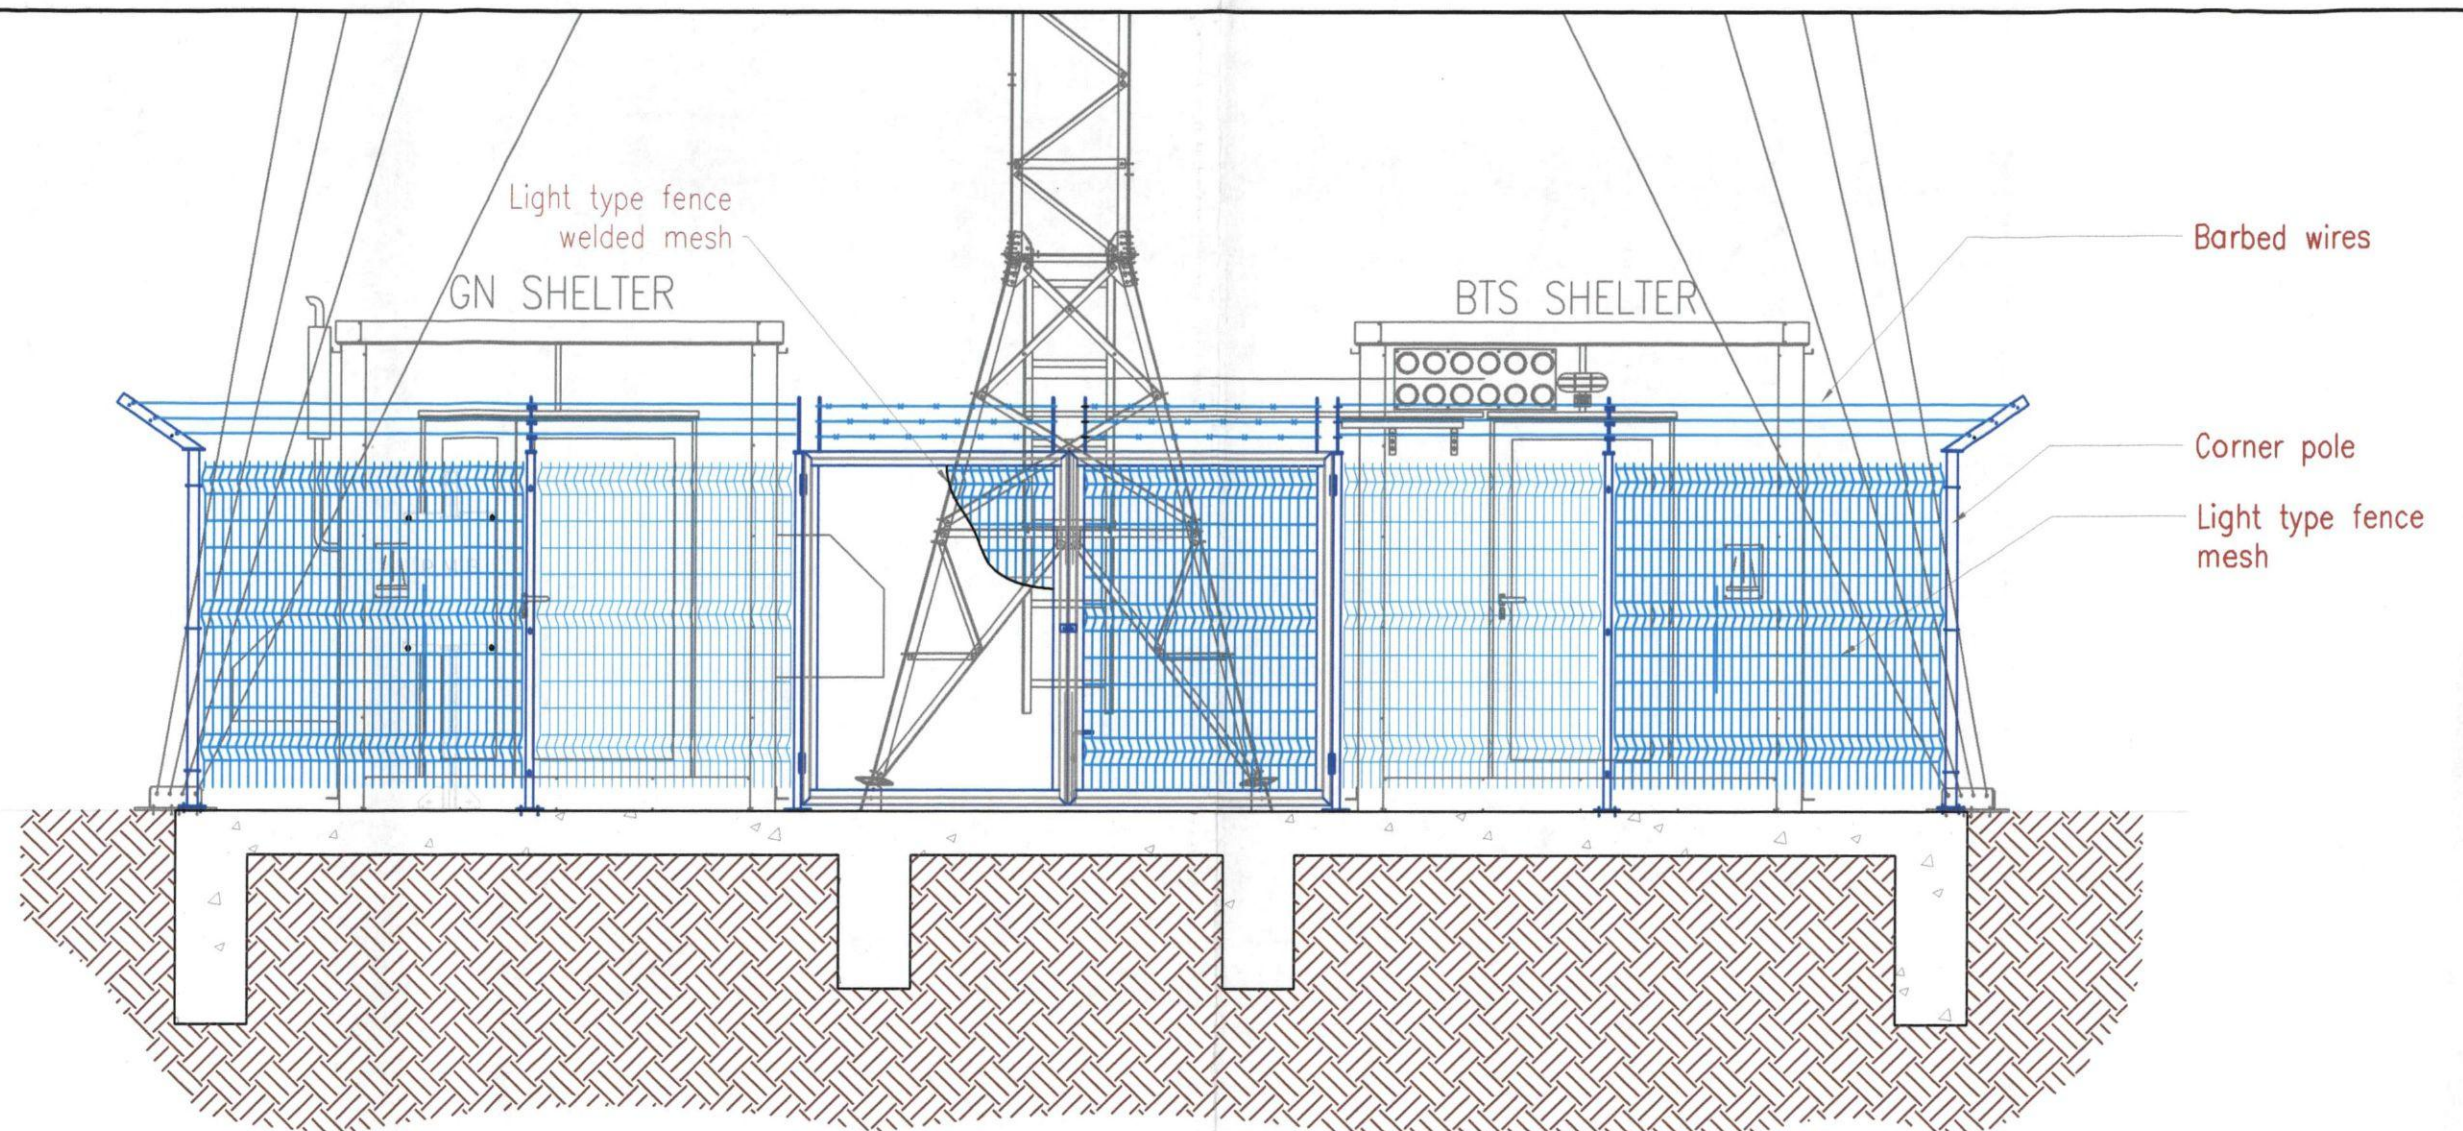 Light type fence
welded mesh
GN SHELTER
BTS SHELTER
Barbed wires
Corner pole
Light type fence
mesh